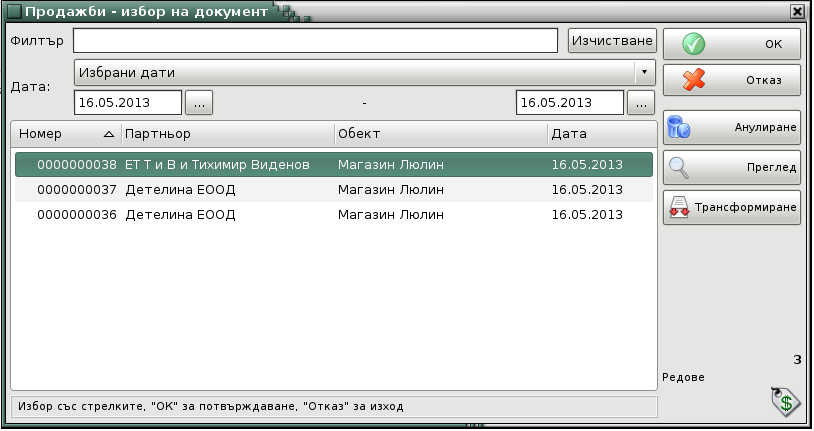 Продажби - избор на документ
Филтър Изчистване
Дата: Избрани дати
16.05.2013 ... - 16.05.2013 ...
Номер Партньор Обект Дата
0000000038 ЕТ Т и В и Тихимир Виденов Магазин Люлин 16.05.2013
0000000037 Детелина ЕООД Магазин Люлин 16.05.2013
0000000036 Детелина ЕООД Магазин Люлин 16.05.2013
Избор със стрелките, "ОК" за потвърждаване, "Отказ" за изход
ОК
Отказ
Анулиране
Преглед
Трансформиране
3
Редове
$